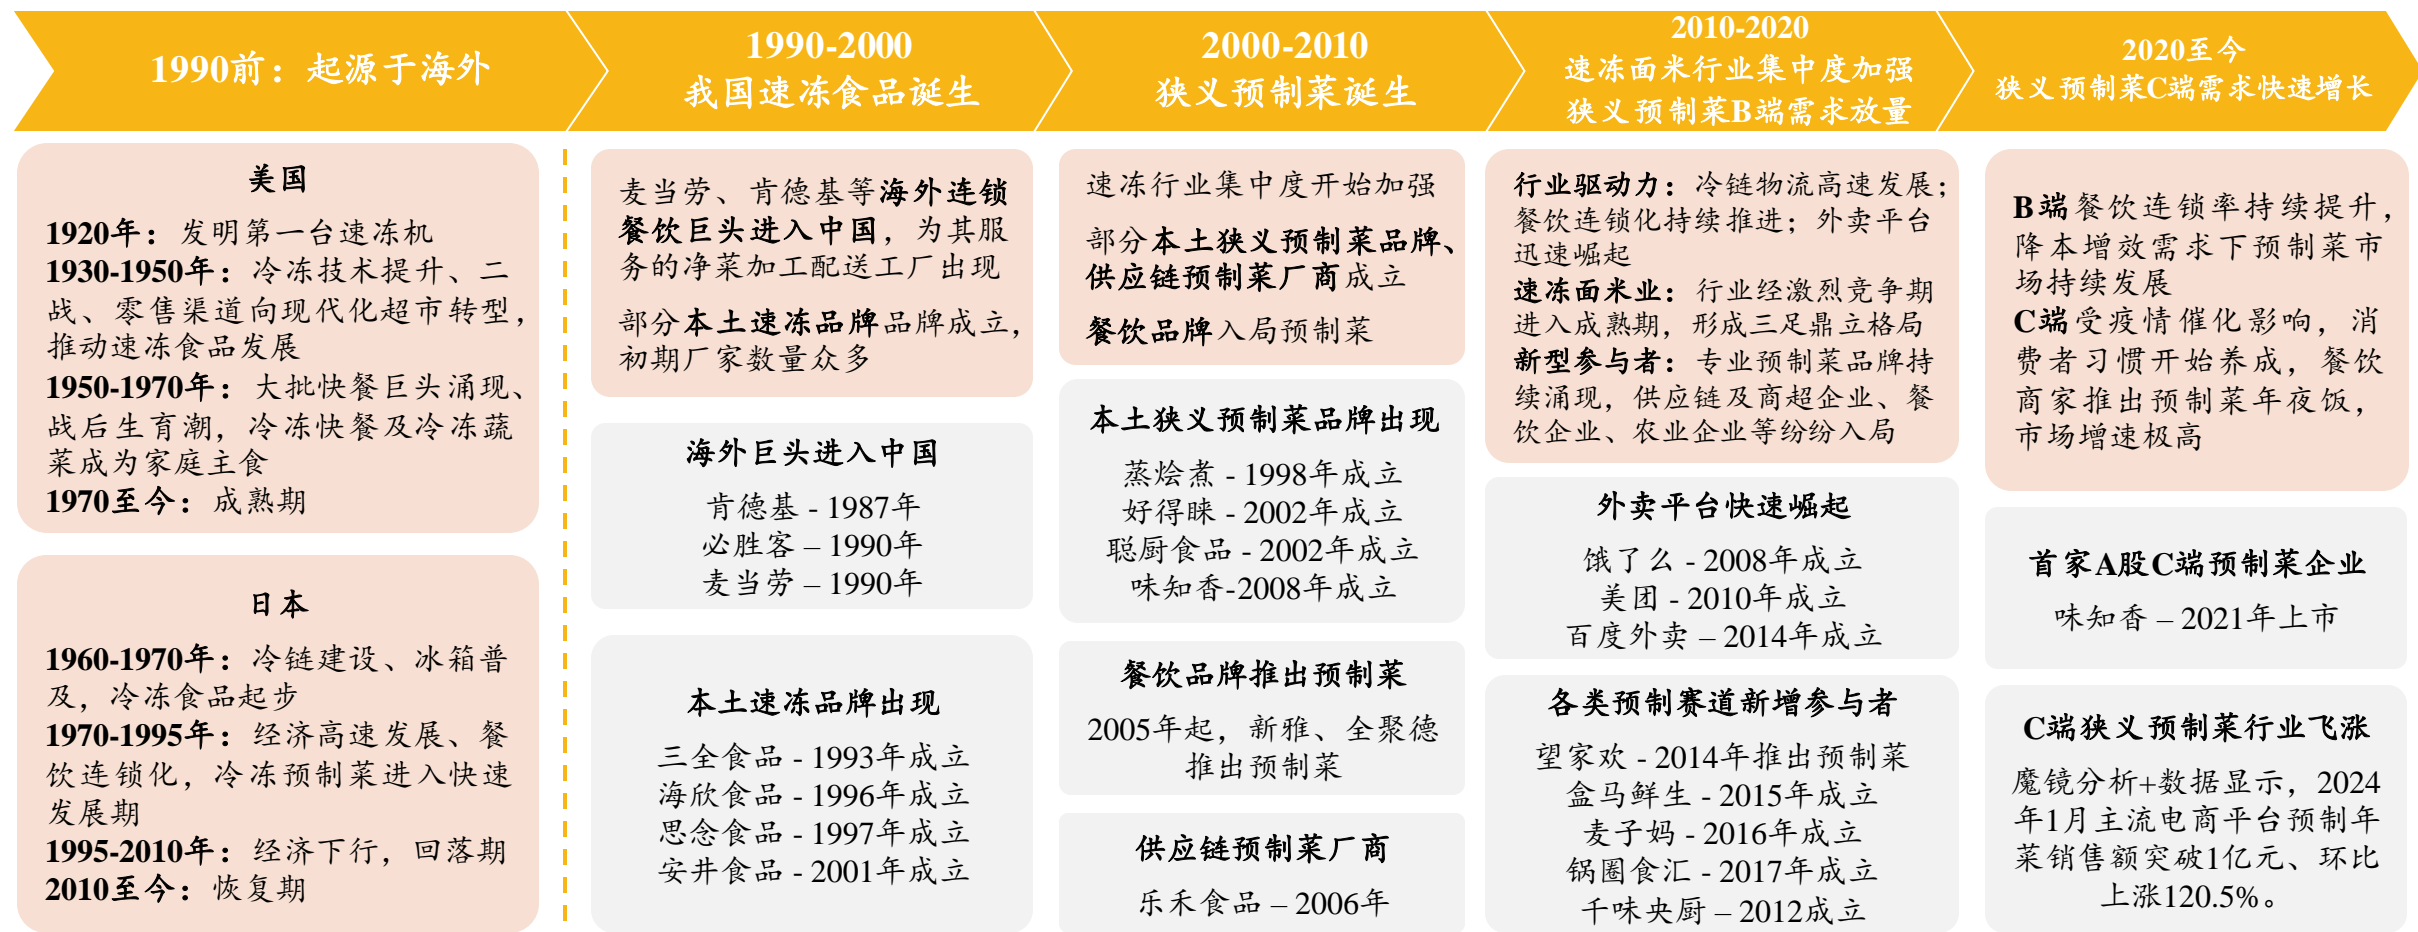 1990前：起源于海外
1990-2000
我国速冻食品诞生
2000-2010
狭义预制菜诞生
2010-2020
速冻面米行业集中度加强
狭义预制菜B端需求放量
2020至今
狭义预制菜C端需求快速增长
美国
1920年：发明第一台速冻机
1930-1950年：冷冻技术提升、二
战、零售渠道向现代化超市转型，
推动速冻食品发展
1950-1970年：大批快餐巨头涌现、
战后生育潮，冷冻快餐及冷冻蔬
菜成为家庭主食
1970至今：成熟期
日本
1960-1970年：冷链建设、冰箱普
及，冷冻食品起步
1970-1995年：经济高速发展、餐
饮连锁化，冷冻预制菜进入快速
发展期
1995-2010年：经济下行，回落期
2010至今：恢复期
麦当劳、肯德基等海外连锁
餐饮巨头进入中国，为其服
务的净菜加工配送工厂出现
部分本土速冻品牌品牌成立，
初期厂家数量众多
海外巨头进入中国
肯德基 - 1987年
必胜客 – 1990年
麦当劳 – 1990年
本土速冻品牌出现
三全食品 - 1993年成立
海欣食品 - 1996年成立
思念食品 - 1997年成立
安井食品 - 2001年成立
速冻行业集中度开始加强
部分本土狭义预制菜品牌、
供应链预制菜厂商成立
餐饮品牌入局预制菜
本土狭义预制菜品牌出现
蒸烩煮 - 1998年成立
好得睐 - 2002年成立
聪厨食品 - 2002年成立
味知香-2008年成立
餐饮品牌推出预制菜
2005年起，新雅、全聚德
推出预制菜
供应链预制菜厂商
乐禾食品 – 2006年
行业驱动力：冷链物流高速发展；
餐饮连锁化持续推进；外卖平台
迅速崛起
速冻面米业：行业经激烈竞争期
进入成熟期，形成三足鼎立格局
新型参与者：专业预制菜品牌持
续涌现，供应链及商超企业、餐
饮企业、农业企业等纷纷入局
外卖平台快速崛起
饿了么 - 2008年成立
美团 - 2010年成立
百度外卖 – 2014年成立
各类预制赛道新增参与者
望家欢 - 2014年推出预制菜
盒马鲜生 - 2015年成立
麦子妈 - 2016年成立
锅圈食汇 - 2017年成立
千味央厨 – 2012成立
B端餐饮连锁率持续提升，
降本增效需求下预制菜市
场持续发展
C端受疫情催化影响，消
费者习惯开始养成，餐饮
商家推出预制菜年夜饭，
市场增速极高
首家A股C端预制菜企业
味知香 – 2021年上市
C端狭义预制菜行业飞涨
魔镜分析+数据显示，2024
年1月主流电商平台预制年
菜销售额突破1亿元、环比
上涨120.5%。